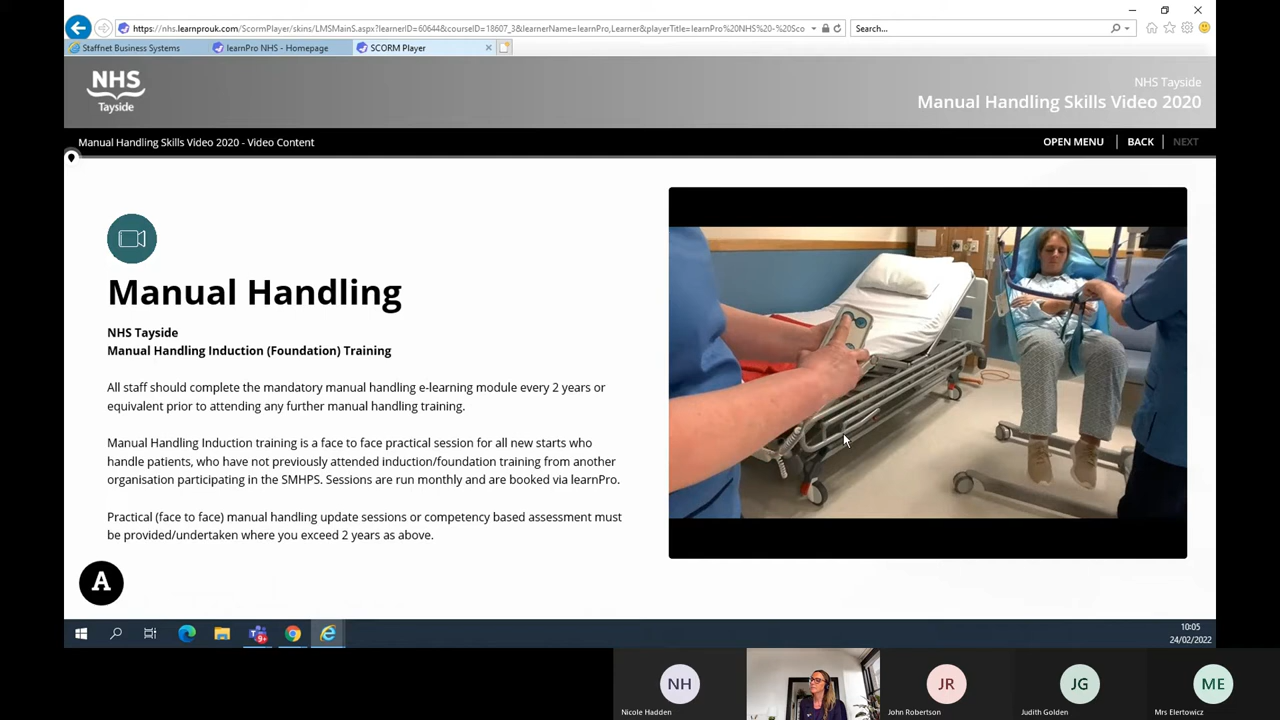 https://nhs.learnprouk.com/ScormPlayer/skins/LMSMainS.aspx?learnerID=60644&courseID=18607_3&learnerName=learnPro,Learner&playerTitle=learnPro%20NHS%20-%20Sco
Search...
Staffnet Business Systems
learnPro NHS - Homepage
SCORM Player
NHS
Tayside
NHS Tayside
Manual Handling Skills Video 2020
Manual Handling Skills Video 2020 - Video Content
OPEN MENU
BACK
NEXT
Manual Handling
NHS Tayside
Manual Handling Induction (Foundation) Training
All staff should complete the mandatory manual handling e-learning module every 2 years or
equivalent prior to attending any further manual handling training.
Manual Handling Induction training is a face to face practical session for all new starts who
handle patients, who have not previously attended induction/foundation training from another
organisation participating in the SMHPS. Sessions are run monthly and are booked via learnPro.
Practical (face to face) manual handling update sessions or competency based assessment must
be provided/undertaken where you exceed 2 years as above.
A
9+
10:05
24/02/2022
NH
JR
JG
ME
Nicole Hadden
John Robertson
Judith Golden
Mrs Elertowicz